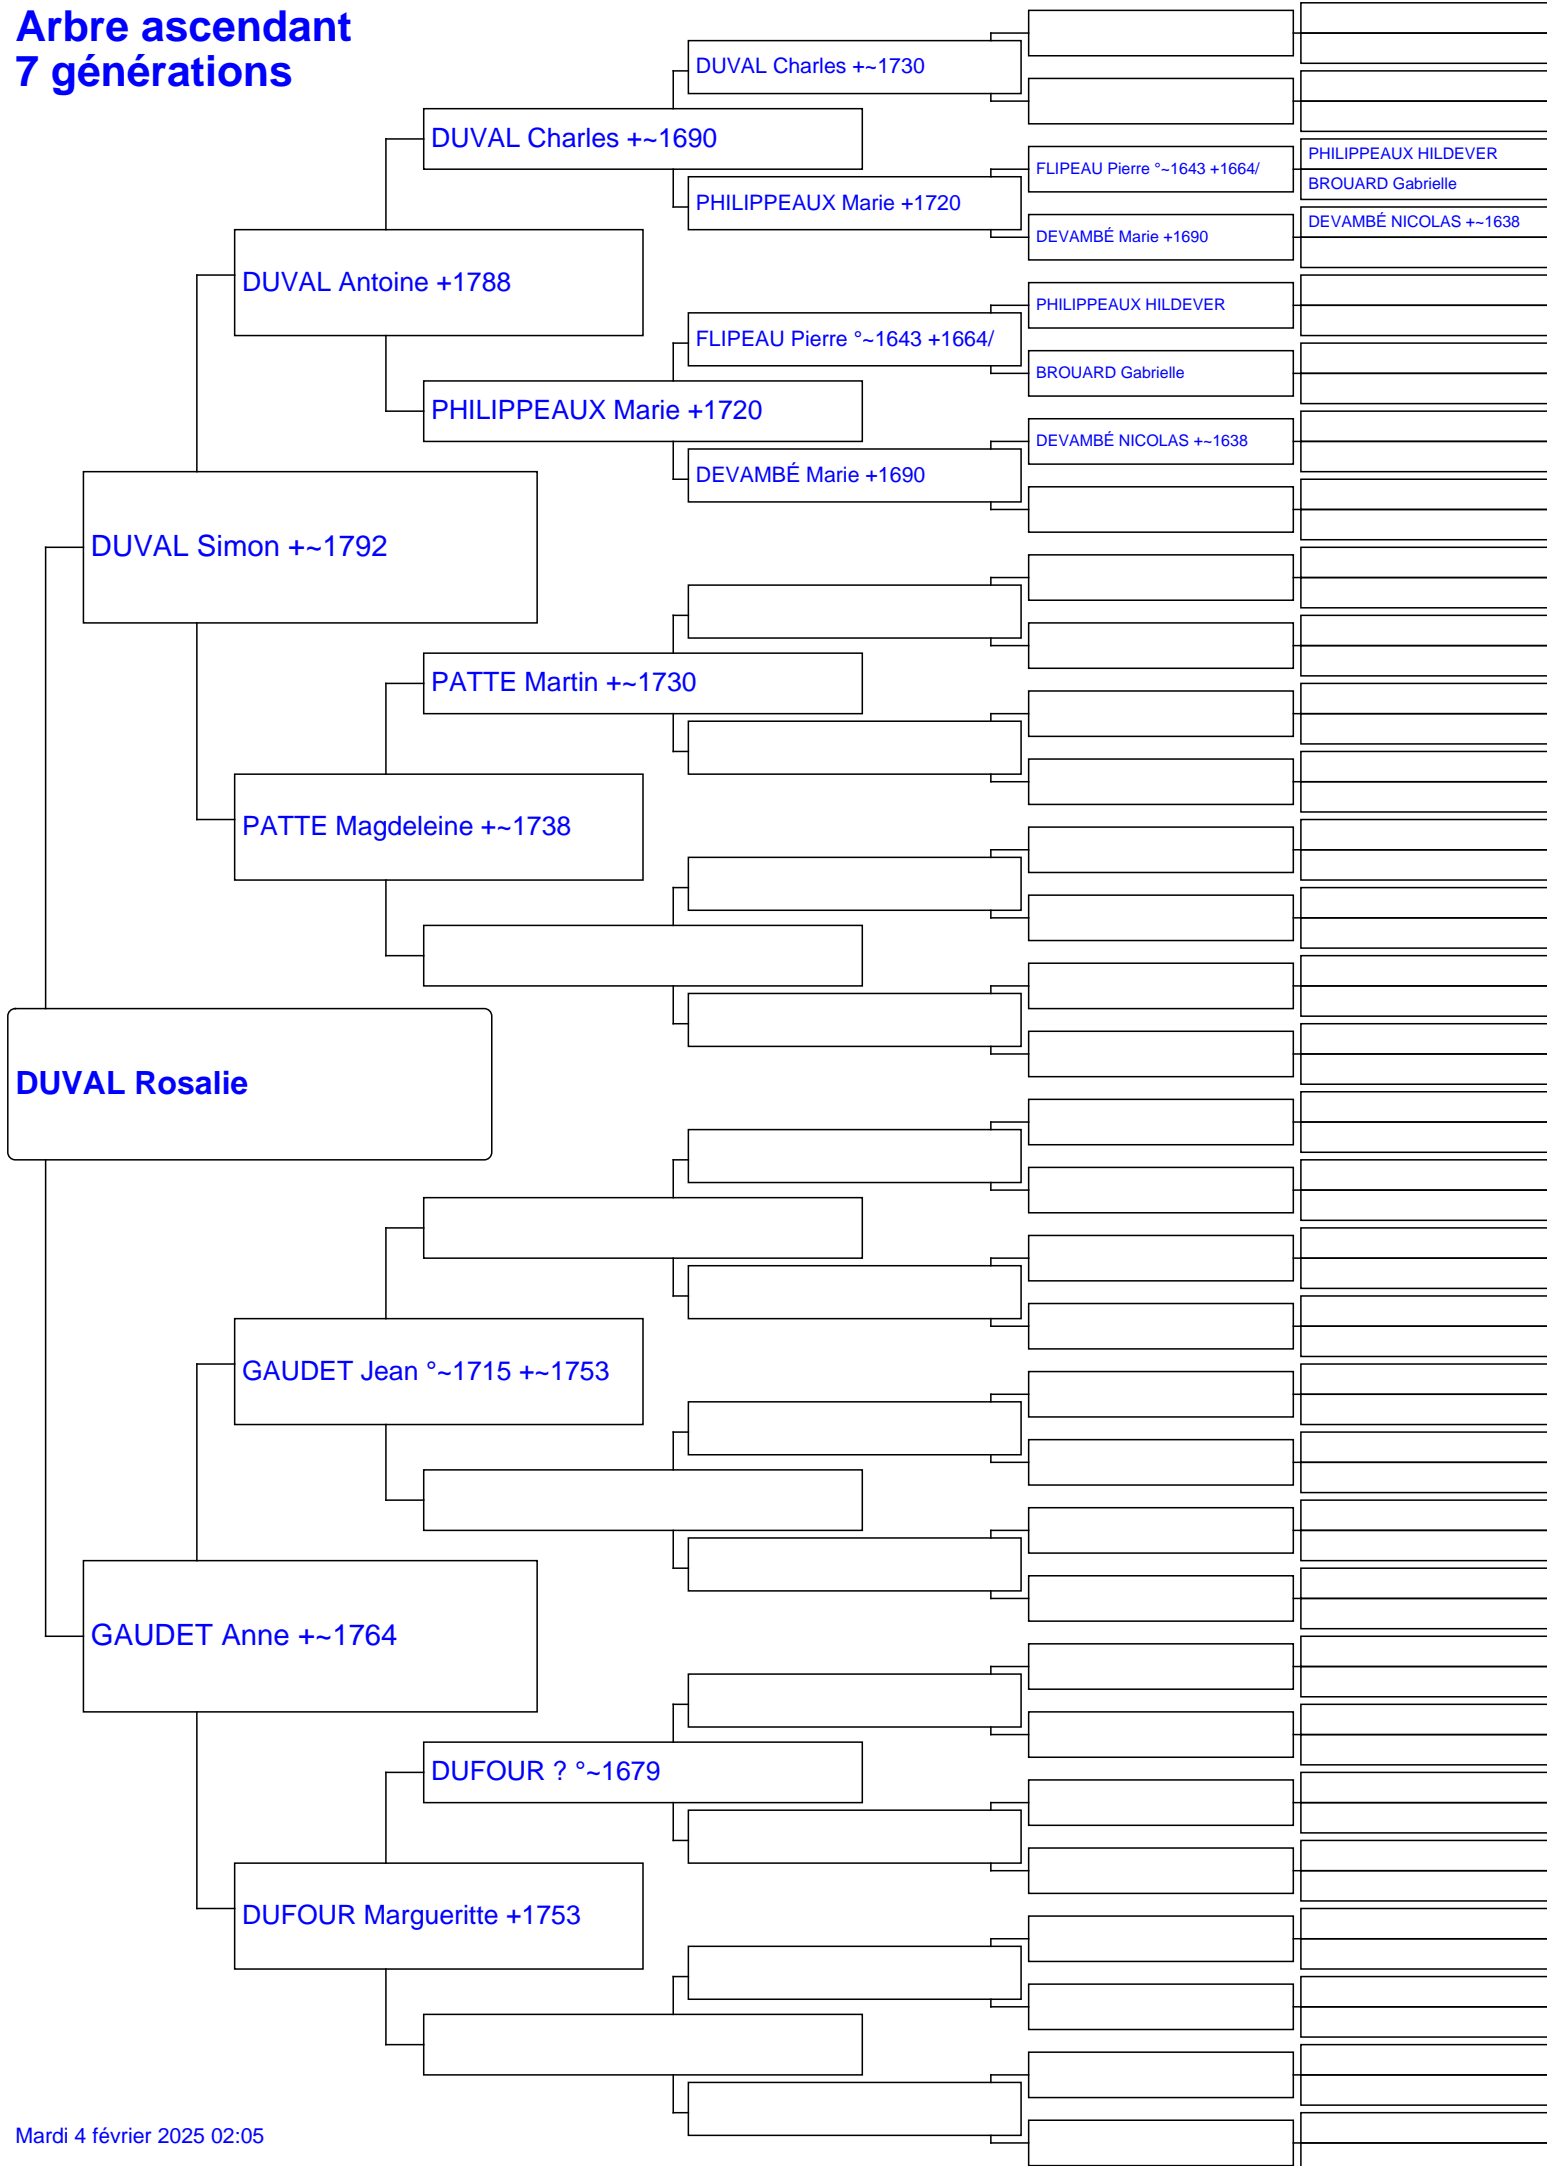 Arbre ascendant
7 générations
DUVAL Charles +~1730
DUVAL Charles +~1690
PHILIPPEAUX HILDEVER
FLIPEAU Pierre °~1643 +1664/
BROUARD Gabrielle
PHILIPPEAUX Marie +1720
DEVAMBÉ NICOLAS +~1638
DEVAMBÉ Marie +1690
DUVAL Antoine +1788
PHILIPPEAUX HILDEVER
FLIPEAU Pierre °~1643 +1664/
BROUARD Gabrielle
PHILIPPEAUX Marie +1720
DEVAMBÉ NICOLAS +~1638
DEVAMBÉ Marie +1690
DUVAL Simon +~1792
PATTE Martin +~1730
PATTE Magdeleine +~1738
DUVAL Rosalie
GAUDET Jean °~1715 +~1753
GAUDET Anne +~1764
DUFOUR ? °~1679
DUFOUR Margueritte +1753
Mardi 4 février 2025 02:05